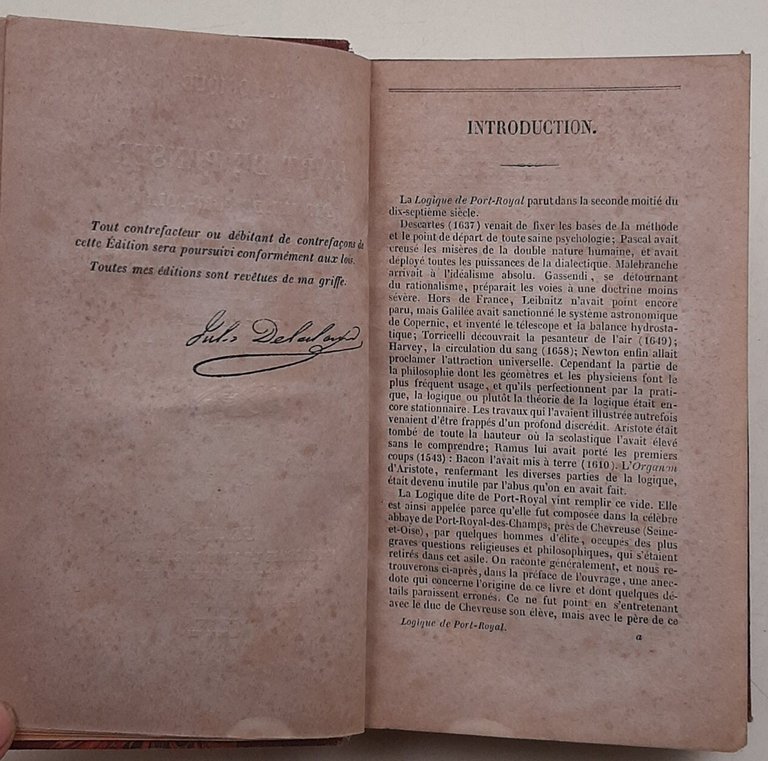 Tout contrefacteur ou débitant de contrefaçons de
cette Édition sera poursuivi conformément aux lois.
Toutes mes éditions sont revêtues de ma griffe.
Jules Delalain
INTRODUCTION.
La Logique de Port-Royal parut dans la seconde moitié du
dix-septième siècle.
Descartes (1637) venait de fixer les bases de la méthode
et le point de départ de toute saine psychologie; Pascal avait
creusé les misères de la double nature humaine, et avait
déployé toutes les puissances de la dialectique. Malebranche
arrivait à l'idéalisme absolu. Gassendi, se détournant
du rationalisme, préparait les voies à une doctrine moins
sévère. Hors de France, Leibnitz n'avait point encore
paru, mais Galilée avait sanctionné le système astronomique
de Copernic, et inventé le télescope et la balance hydrosta-
tique; Torricelli découvrait la pesanteur de l'air (1649);
Harvey, la circulation du sang (1658); Newton enfin allait
proclamer l'attraction universelle. Cependant la partie de
la philosophie dont les géomètres et les physiciens font le
plus fréquent usage, et qu'ils perfectionnent par la prati-
que, la logique ou plutôt la théorie de la logique était en-
core stationnaire. Les travaux qui l'avaient illustrée autrefois
venaient d'être frappés d'un profond discrédit. Aristote était
tombé de toute la hauteur où la scolastique l'avait élevé
sans le comprendre; Ramus lui avait porté les premiers
coups (1543) : Bacon l'avait mis à terre (1610). L'Organon
d'Aristote, renfermant les diverses parties de la logique,
était devenu inutile par l'abus qu'on en avait fait.
La Logique dite de Port-Royal vint remplir ce vide. Elle
est ainsi appelée parce qu'elle fut composée dans la célèbre
abbaye de Port-Royal-des-Champs, près de Chevreuse (Seine-
et-Oise), par quelques hommes d'élite, occupés des plus
graves questions religieuses et philosophiques, qui s'étaient
retirés dans cet asile. On raconte généralement, et nous re-
trouverons ci-après, dans la préface de l'ouvrage, une anec-
dote qui concerne l'origine de ce livre et dont quelques dé-
tails paraissent erronés. Ce ne fut point en s'entretenant
avec le duc de Chevreuse son élève, mais avec le père de ce
Logique de Port-Royal.
a